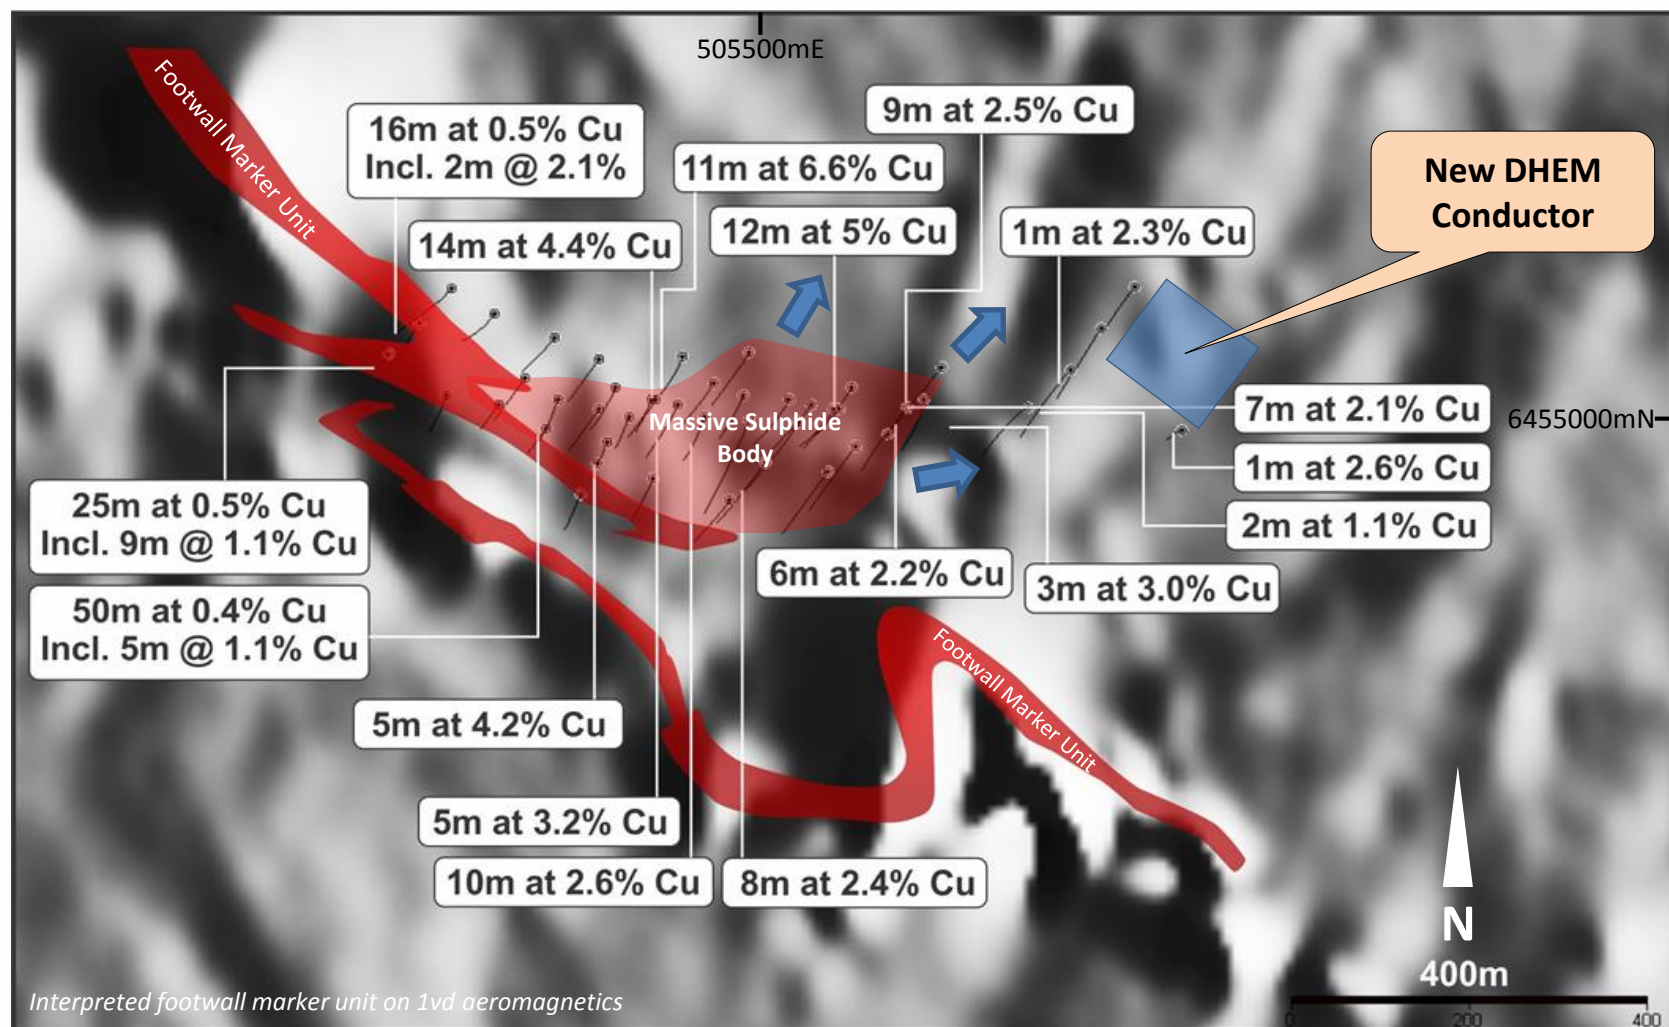 505500mE
Footwall Marker Unit
16m at 0.5% Cu
Incl. 2m @ 2.1%
9m at 2.5% Cu
11m at 6.6% Cu
New DHEM
Conductor
14m at 4.4% Cu
12m at 5% Cu
1m at 2.3% Cu
Massive Sulphide
Body
7m at 2.1% Cu
6455000mN
1m at 2.6% Cu
2m at 1.1% Cu
25m at 0.5% Cu
Incl. 9m @ 1.1% Cu
6m at 2.2% Cu
3m at 3.0% Cu
50m at 0.4% Cu
Incl. 5m @ 1.1% Cu
Footwall Marker Unit
5m at 4.2% Cu
5m at 3.2% Cu
10m at 2.6% Cu
8m at 2.4% Cu
N
400m
0 200 400
Interpreted footwall marker unit on 1vd aeromagnetics